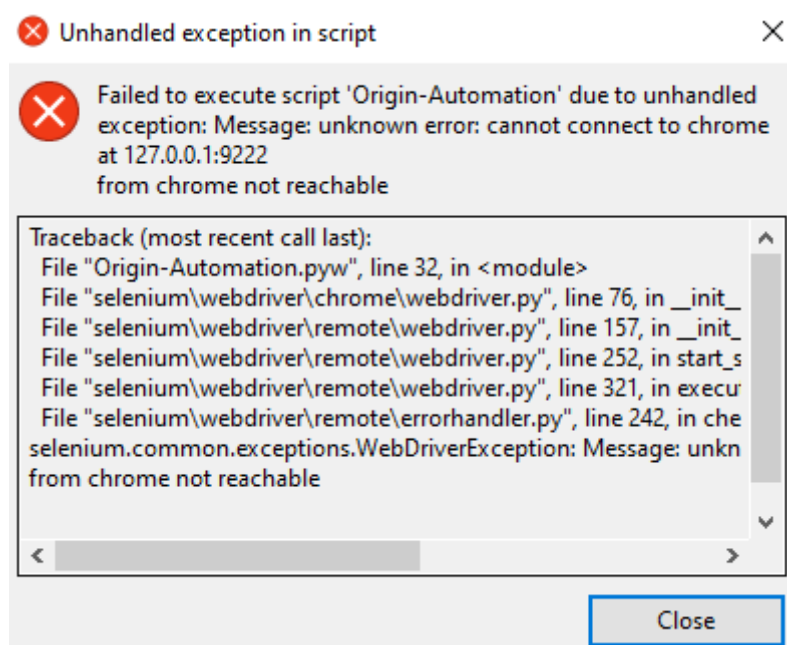 Unhandled exception in script
Failed to execute script 'Origin-Automation' due to unhandled
exception: Message: unknown error: cannot connect to chrome
at 127.0.0.1:9222
from chrome not reachable
Traceback (most recent call last):
File "Origin-Automation.pyw", line 32, in <module>
File "selenium\webdriver\chrome\webdriver.py", line 76, in __init_
File "selenium\webdriver\remote\webdriver.py", line 157, in __init_
File "selenium\webdriver\remote\webdriver.py", line 252, in start_s
File "selenium\webdriver\remote\webdriver.py", line 321, in execu
File "selenium\webdriver\remote\errorhandler.py", line 242, in che
selenium.common.exceptions.WebDriverException: Message: unkn
from chrome not reachable
Close